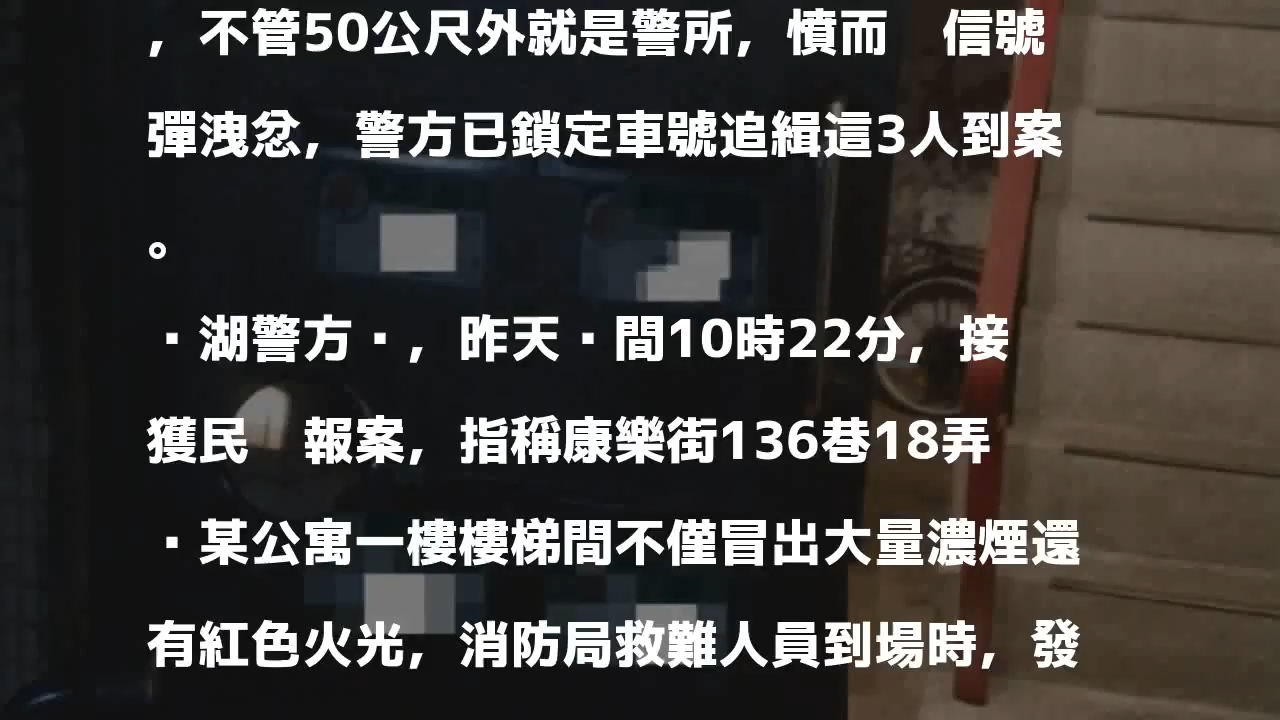 ，不管50公尺外就是警所，憤而　信號
彈洩忿，警方已鎖定車號追緝這3人到案
。
▪湖警方▪，昨天▪間10時22分，接
獲民　報案，指稱康樂街136巷18弄
▪某公寓一樓樓梯間不僅冒出大量濃煙還
有紅色火光，消防局救難人員到場時，發